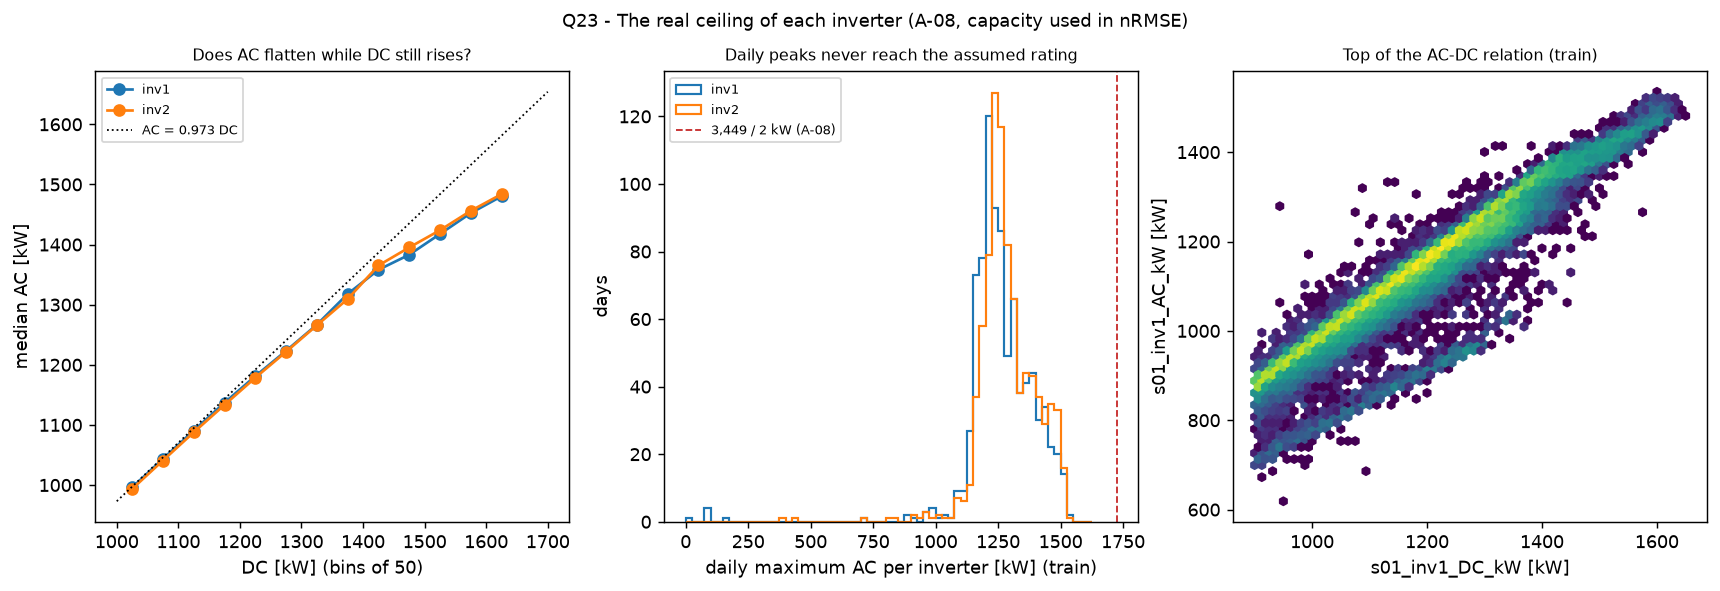 Q23 - The real ceiling of each inverter (A-08, capacity used in nRMSE)
Does AC flatten while DC still rises?
inv1
inv2
AC = 0.973 DC
1600
1500
1400
1300
1200
1100
1000
median AC [kW]
1000 1100 1200 1300 1400 1500 1600 1700
DC [kW] (bins of 50)
Daily peaks never reach the assumed rating
inv1
inv2
3,449 / 2 kW (A-08)
120
100
80
60
40
20
0
days
0 250 500 750 1000 1250 1500 1750
daily maximum AC per inverter [kW] (train)
Top of the AC-DC relation (train)
1400
1200
1000
800
600
s01_inv1_AC_kW [kW]
1000 1200 1400 1600
s01_inv1_DC_kW [kW]